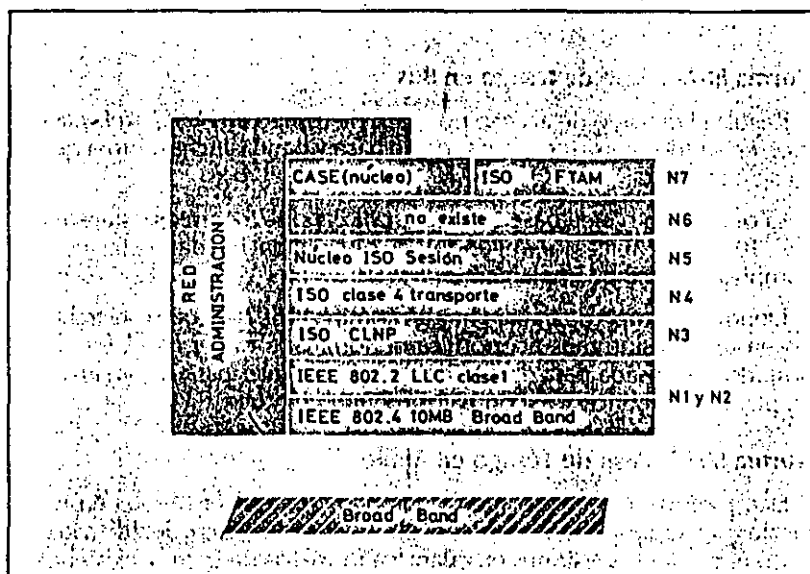 CASE (núcleo) ISO FTAM N7
no existe N6
Núcleo ISO Sesión N5
ISO clase 4 transporte N4
ISO CLNP N3
IEEE 802.2 LLC clase1
N1 y N2
IEEE 802.4 10MB Broad Band
RED
ADMINISTRACION
Broad Band